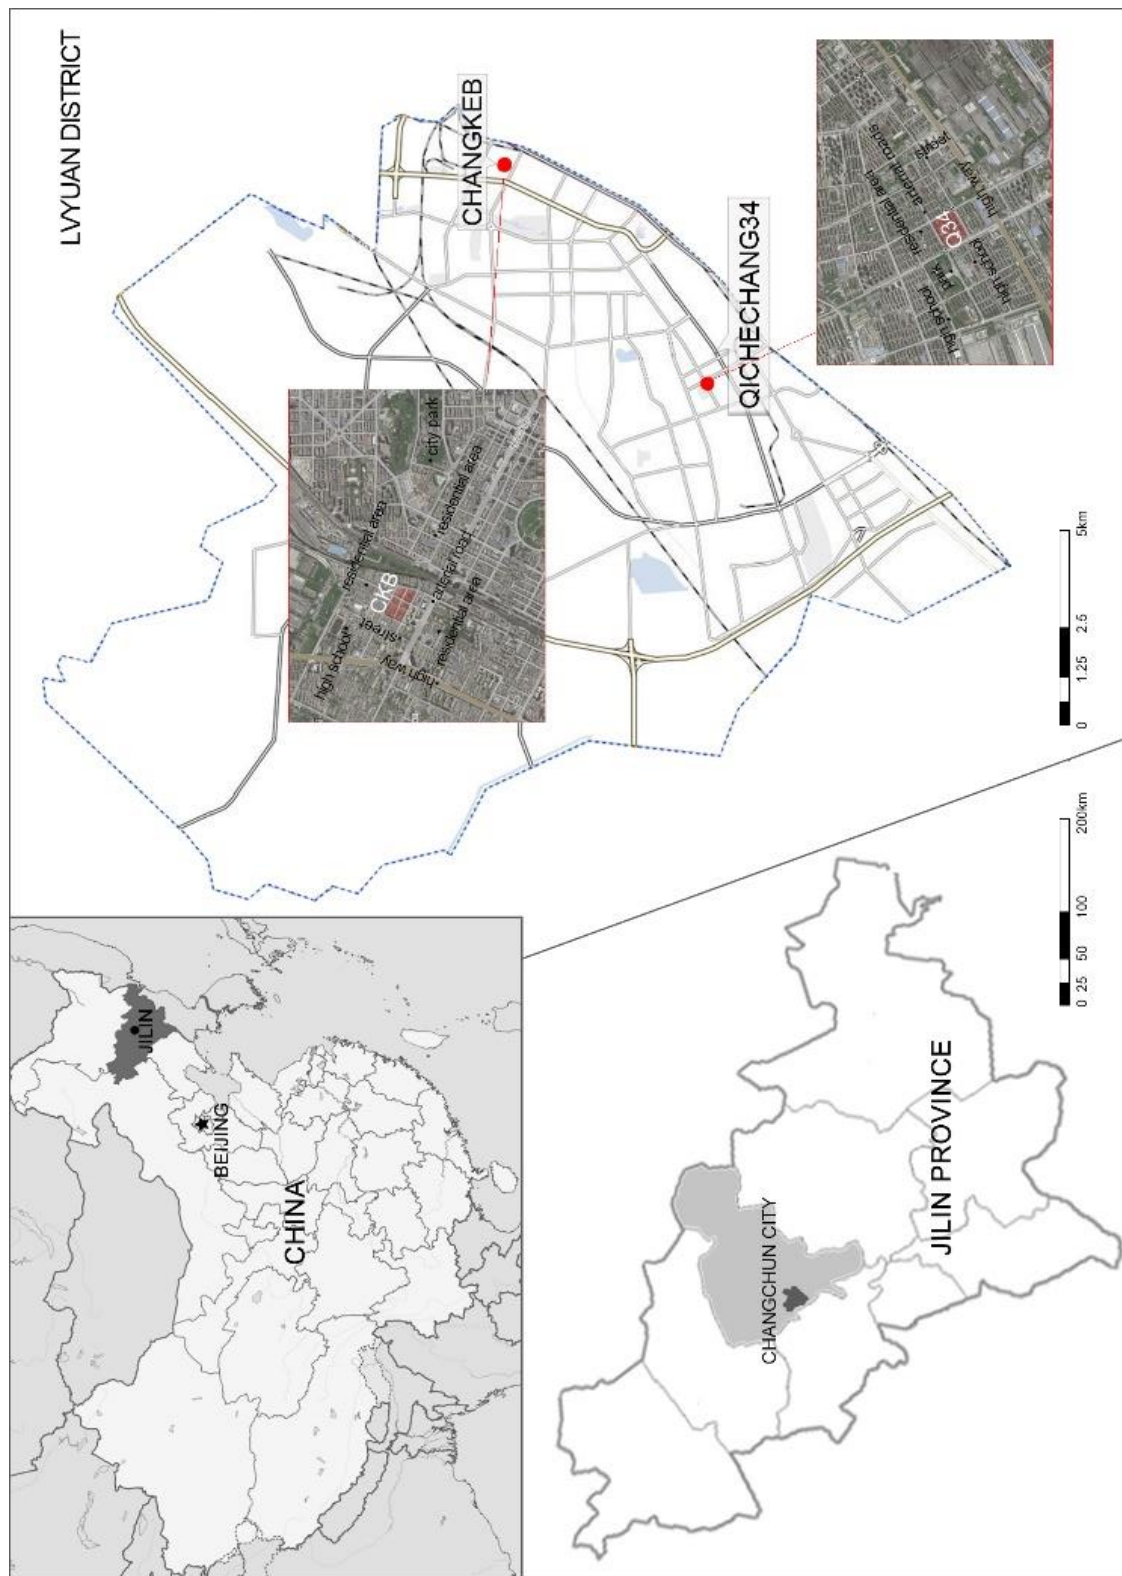 CHINA
BEIJING
JILIN
CHANGCHUN CITY
JILIN PROVINCE
0 25 50 100 200km
LVYUAN DISTRICT
CHANGKEB
QICHECHANG34
high school
residential area
CKB
street
high way
arterial road
residential area
residential area
city park
residential area
arterial roads
streets
Q34
high way
park
high school
high school
0 1.25 2.5 5km